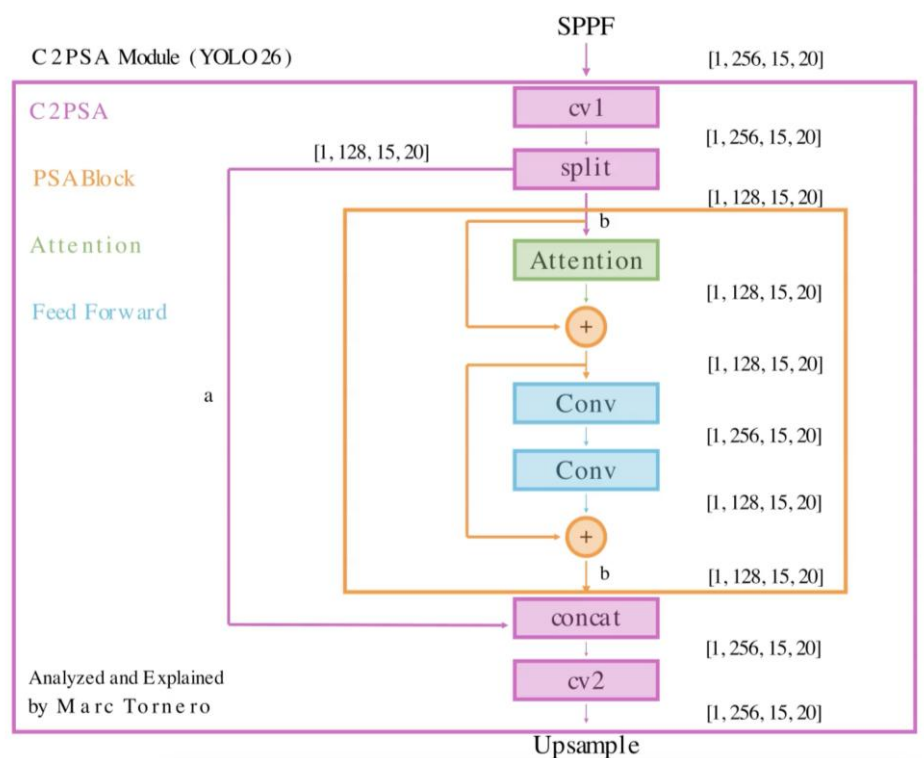 SPPF
C2PSA Module (YOLO26)
[1, 256, 15, 20]
C2PSA
cv1
[1, 256, 15, 20]
[1, 128, 15, 20]
split
PSABlock
[1, 128, 15, 20]
b
Attention
Attention
[1, 128, 15, 20]
Feed Forward
+
[1, 128, 15, 20]
a
Conv
[1, 256, 15, 20]
Conv
[1, 128, 15, 20]
+
b
[1, 128, 15, 20]
concat
[1, 256, 15, 20]
Analyzed and Explained
by Marc Tornero
cv2
[1, 256, 15, 20]
Upsample